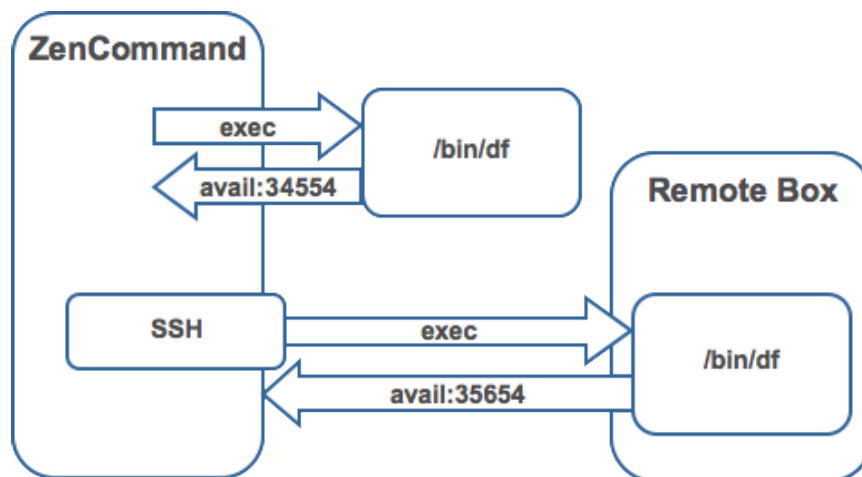 ZenCommand
exec
/bin/df
avail:34554
Remote Box
SSH
exec
/bin/df
avail:35654